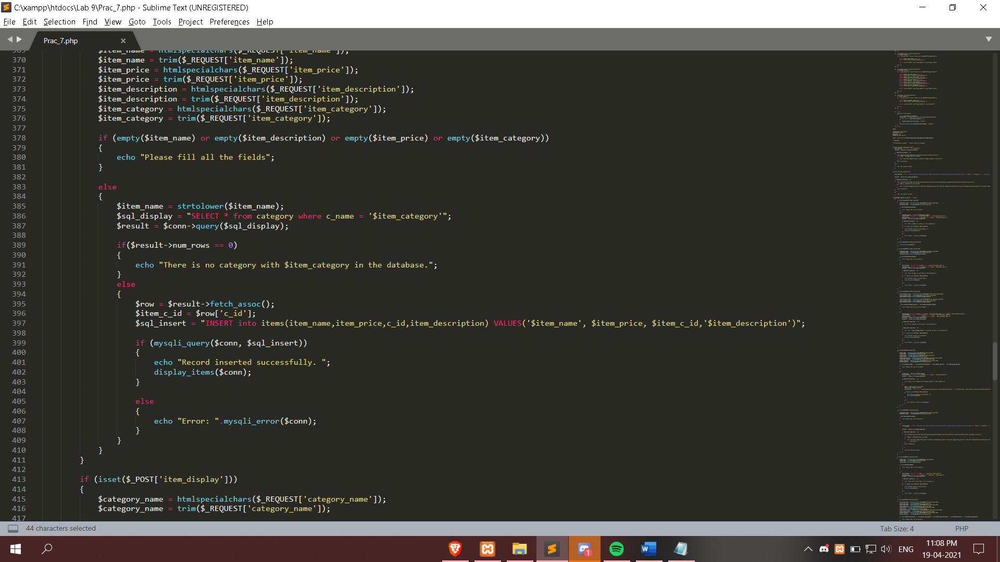 C:\xampp\htdocs\Lab 9\Prac_7.php - Sublime Text (UNREGISTERED)
File Edit Selection Find View Goto Tools Project Preferences Help
Prac_7.php
369 $item_name = htmlspecialchars($_REQUEST['item_name']);
370 $item_name = trim($_REQUEST['item_name']);
371 $item_price = htmlspecialchars($_REQUEST['item_price']);
372 $item_price = trim($_REQUEST['item_price']);
373 $item_description = htmlspecialchars($_REQUEST['item_description']);
374 $item_description = trim($_REQUEST['item_description']);
375 $item_category = htmlspecialchars($_REQUEST['item_category']);
376 $item_category = trim($_REQUEST['item_category']);
377
378 if (empty($item_name) or empty($item_description) or empty($item_price) or empty($item_category))
379 {
380 echo "Please fill all the fields";
381 }
382
383 else
384 {
385 $item_name = strtolower($item_name);
386 $sql_display = "SELECT * from category where c_name = '$item_category'";
387 $result = $conn->query($sql_display);
388
389 if($result->num_rows == 0)
390 {
391 echo "There is no category with $item_category in the database.";
392 }
393 else
394 {
395 $row = $result->fetch_assoc();
396 $item_c_id = $row['c_id'];
397 $sql_insert = "INSERT into items(item_name,item_price,c_id,item_description) VALUES('$item_name', $item_price, $item_c_id,'$item_description')";
398
399 if (mysqli_query($conn, $sql_insert))
400 {
401 echo "Record inserted successfully. ";
402 display_items($conn);
403 }
404
405 else
406 {
407 echo "Error: ".mysqli_error($conn);
408 }
409 }
410 }
411 }
412
413 if (isset($_POST['item_display']))
414 {
415 $category_name = htmlspecialchars($_REQUEST['category_name']);
416 $category_name = trim($_REQUEST['category_name']);
417
44 characters selected
Tab Size: 4
PHP
1
W
ENG
11:08 PM
19-04-2021